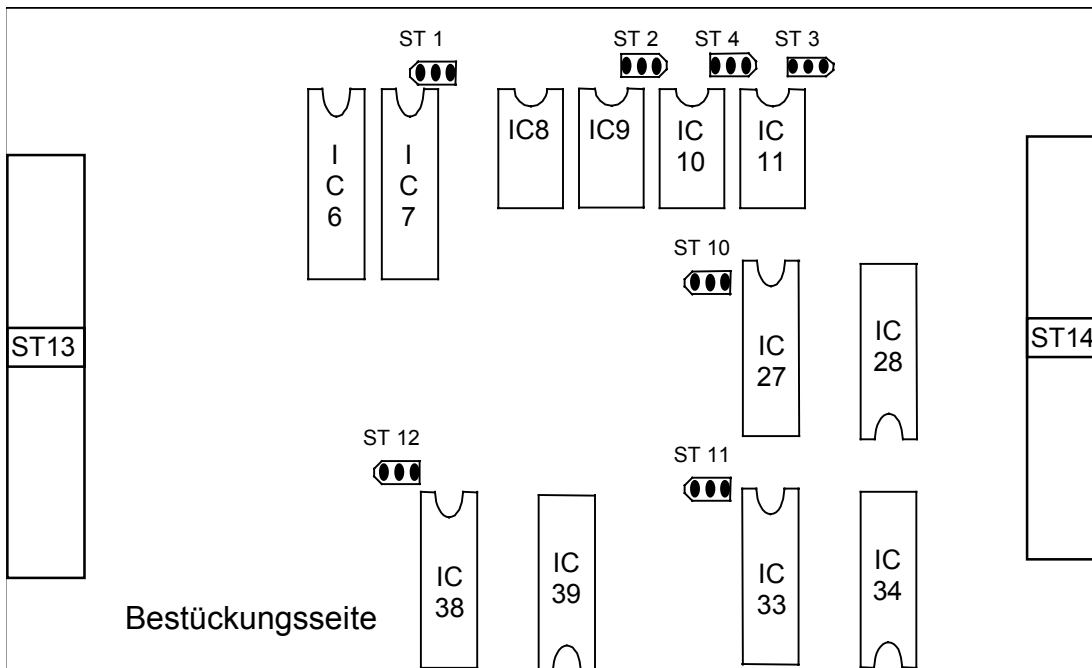 ST 1
ST 2
ST 4
ST 3
I
C
6
I
C
7
IC8
IC9
IC
10
IC
11
ST 10
ST13
IC
27
IC
28
ST14
ST 12
ST 11
IC
38
IC
39
IC
33
IC
34
Bestückungsseite